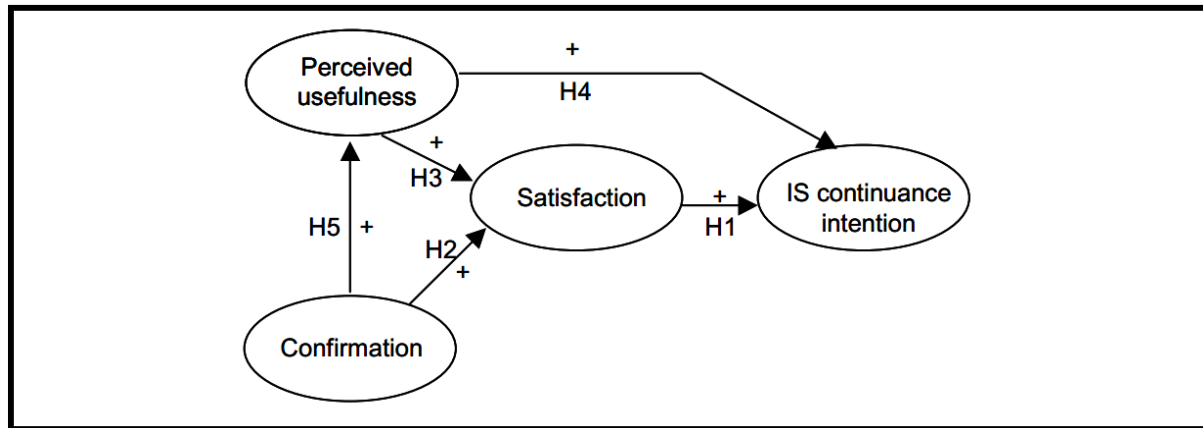 +
Perceived
usefulness
H4
+
H3
Satisfaction
+
H1
IS continuance
intention
H5
+
H2
+
Confirmation